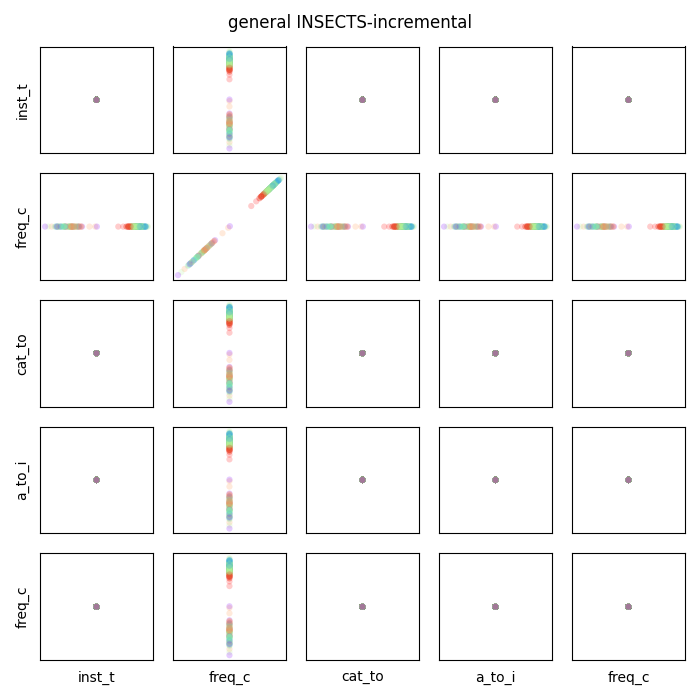 general INSECTS-incremental
inst_t
freq_c
cat_to
a_to_i
freq_c
inst_t freq_c cat_to a_to_i freq_c